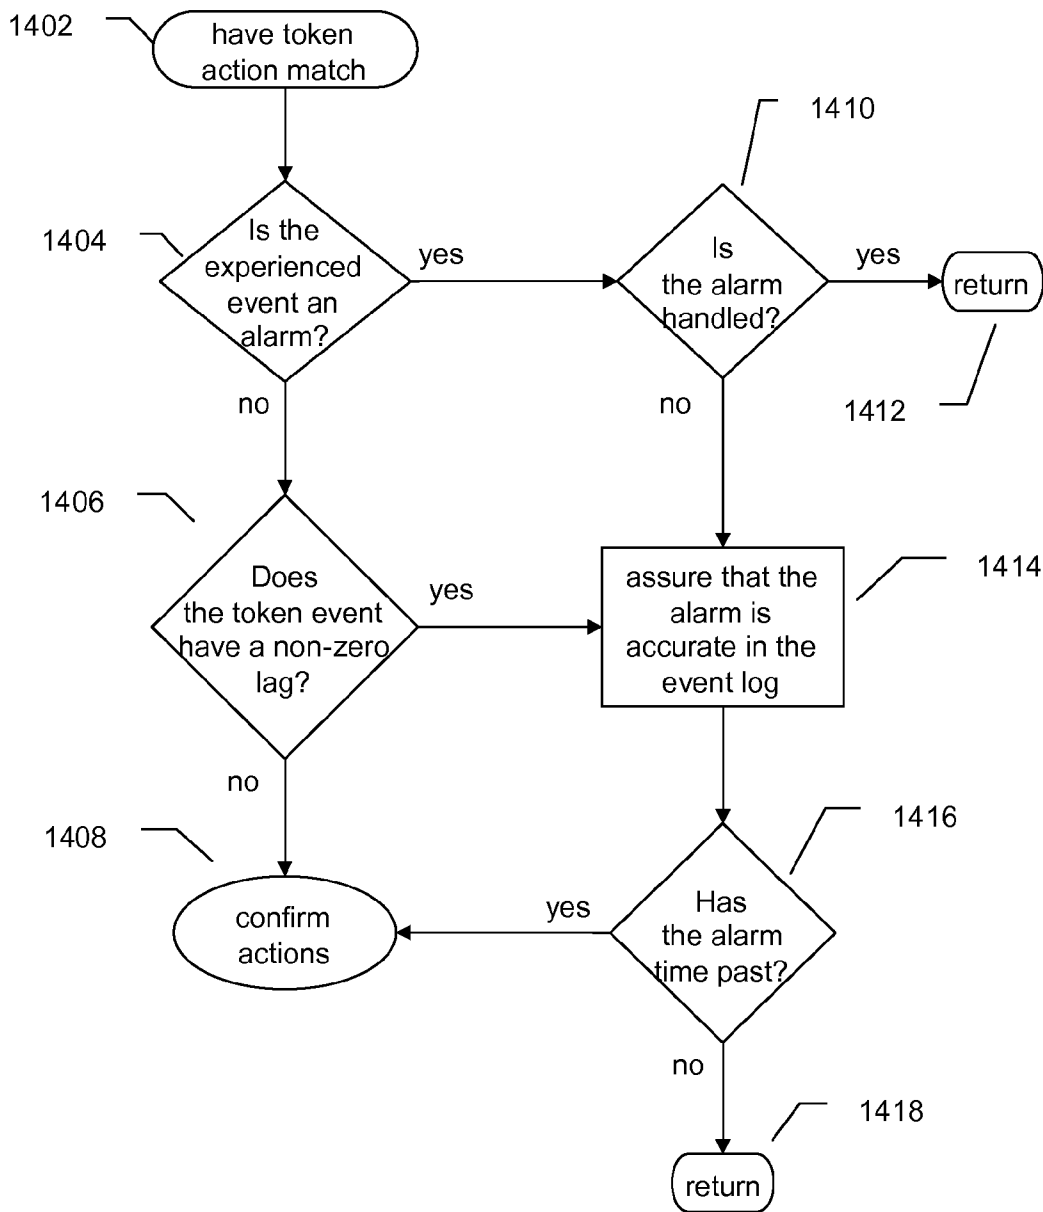 1402
have token
action match
1410
1404
Is the
experienced
event an
alarm?
yes
Is
the alarm
handled?
yes
return
no
no
1412
1406
Does
the token event
have a non-zero
lag?
yes
assure that the
alarm is
accurate in the
event log
1414
no
1408
1416
confirm
actions
yes
Has
the alarm
time past?
no
1418
return